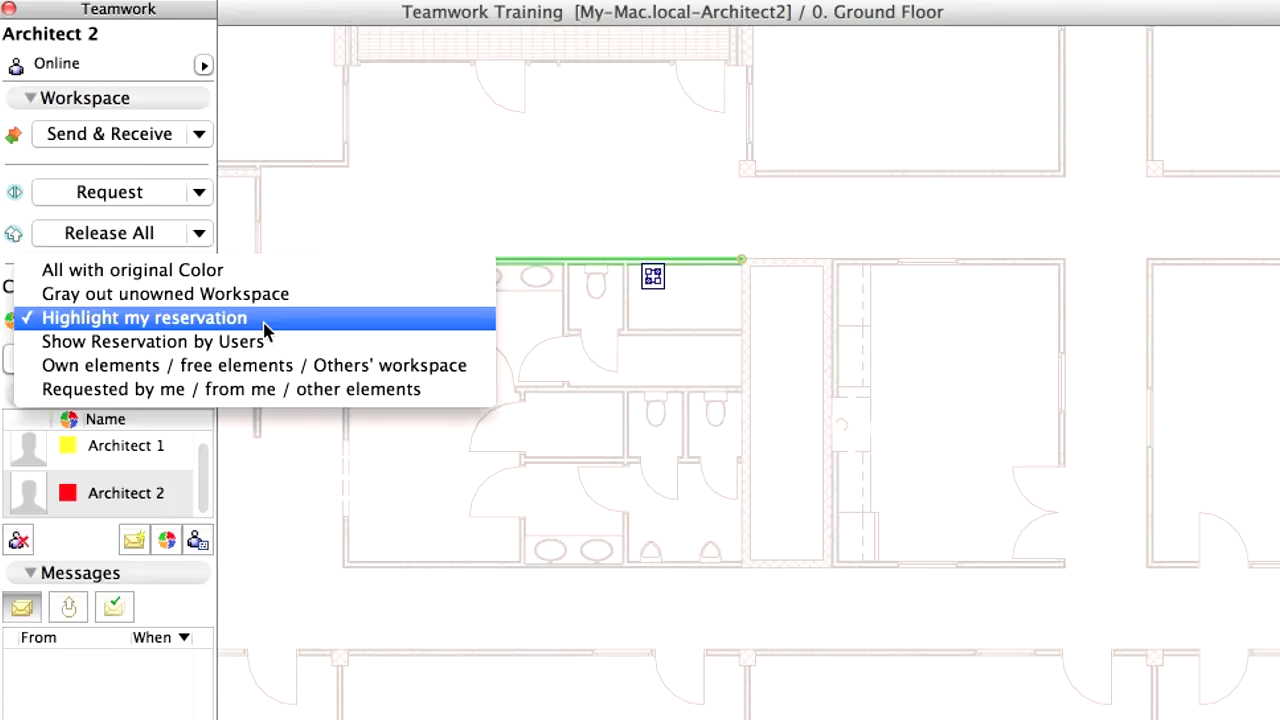 Teamwork
Teamwork Training [My-Mac.local-Architect2] / 0. Ground Floor
Architect 2
Online
Workspace
Send & Receive
Request
Release All
C
All with original Color
Gray out unowned Workspace
✓ Highlight my reservation
Show Reservation by Users
Own elements / free elements / Others' workspace
Requested by me / from me / other elements
Name
Architect 1
Architect 2
Messages
From When